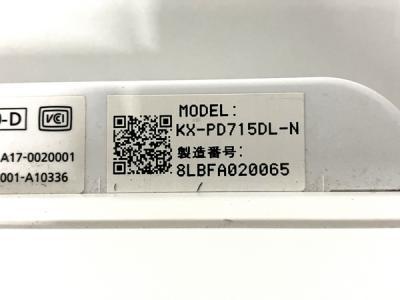 -D
VCI
A17-0020001
001-A10336
MODEL:
KX-PD715DL-N
製造番号:
8LBFA020065